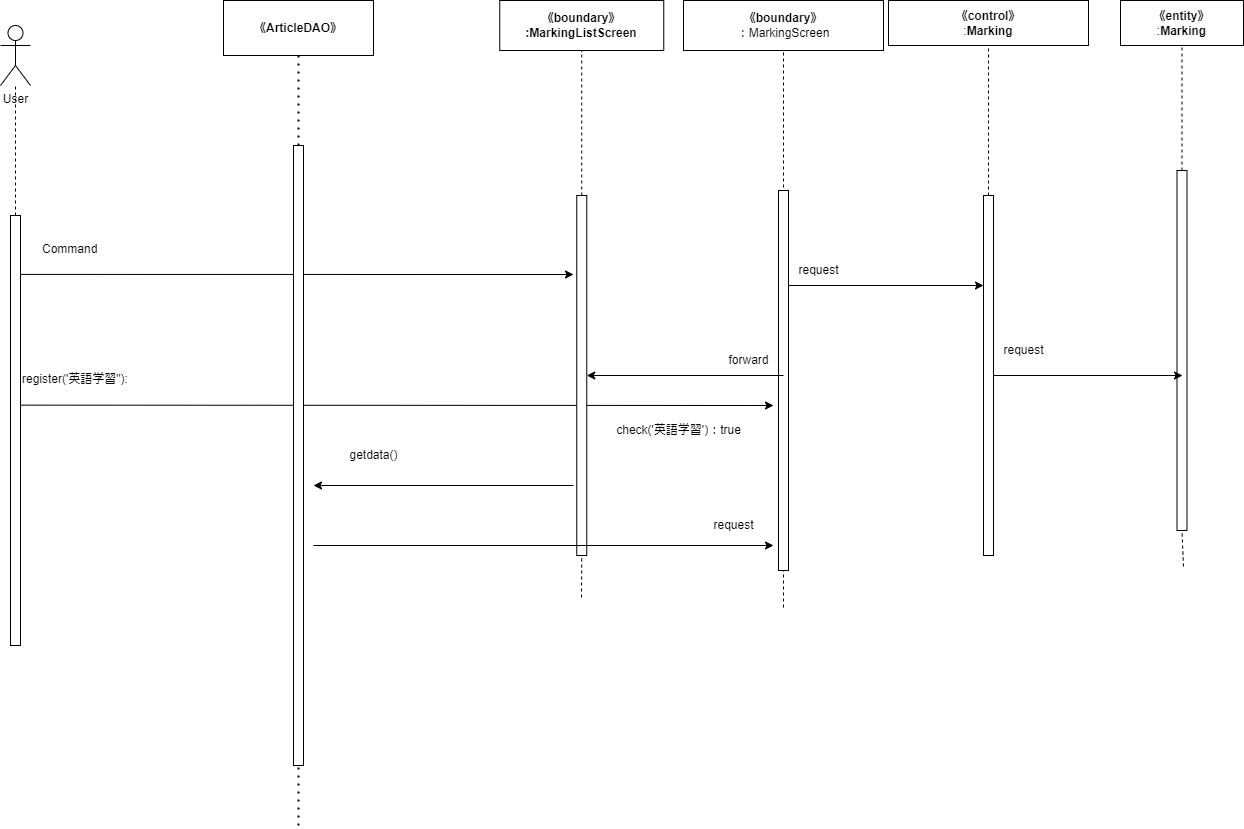 《ArticleDAO》
《boundary》
:MarkingListScreen
《boundary》
：MarkingScreen
《control》
:Marking
《entity》
:Marking
User
Command
request
request
forward
register('英語学習"):
check('英語学習')：true
getdata()
request